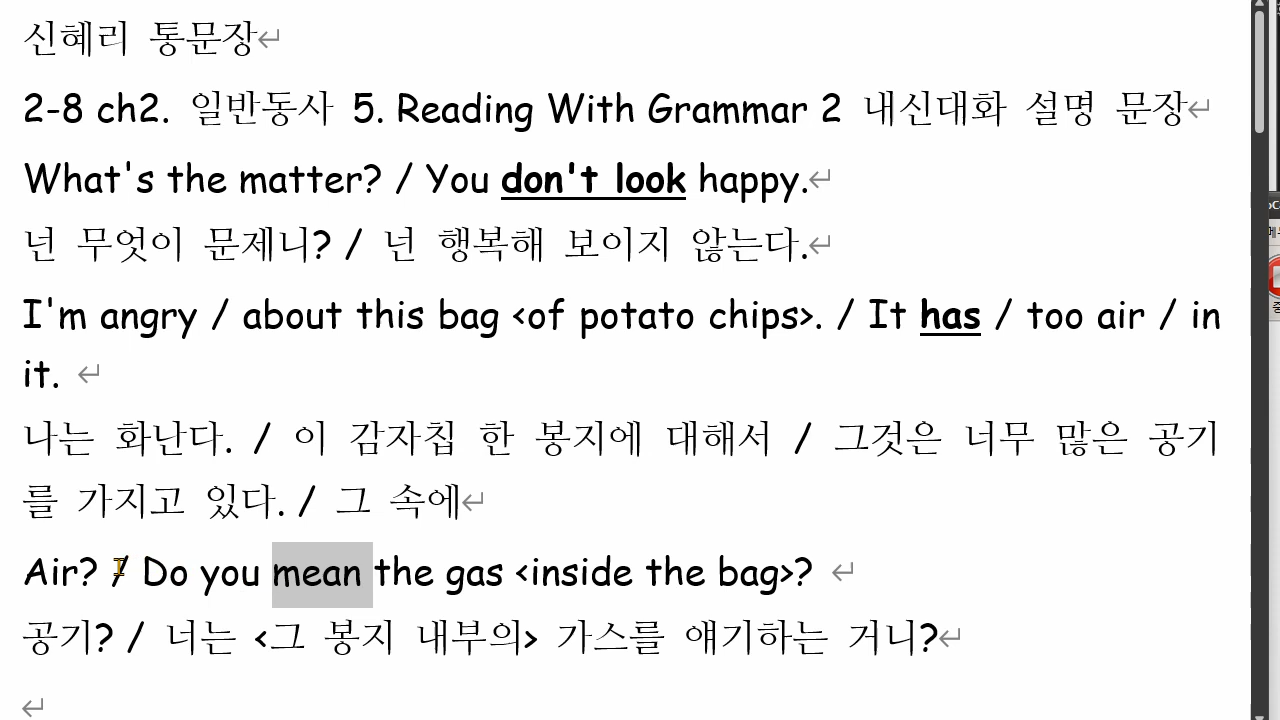 신혜리 통문장
2-8 ch2. 일반동사 5. Reading With Grammar 2 내신대화 설명 문장
What's the matter? / You don't look happy.
넌 무엇이 문제니? / 넌 행복해 보이지 않는다.
I'm angry / about this bag <of potato chips>. / It has / too air / in
it.
나는 화난다. / 이 감자칩 한 봉지에 대해서 / 그것은 너무 많은 공기
를 가지고 있다. / 그 속에
Air? / Do you mean the gas <inside the bag>?
공기? / 너는 <그 봉지 내부의> 가스를 얘기하는 거니?